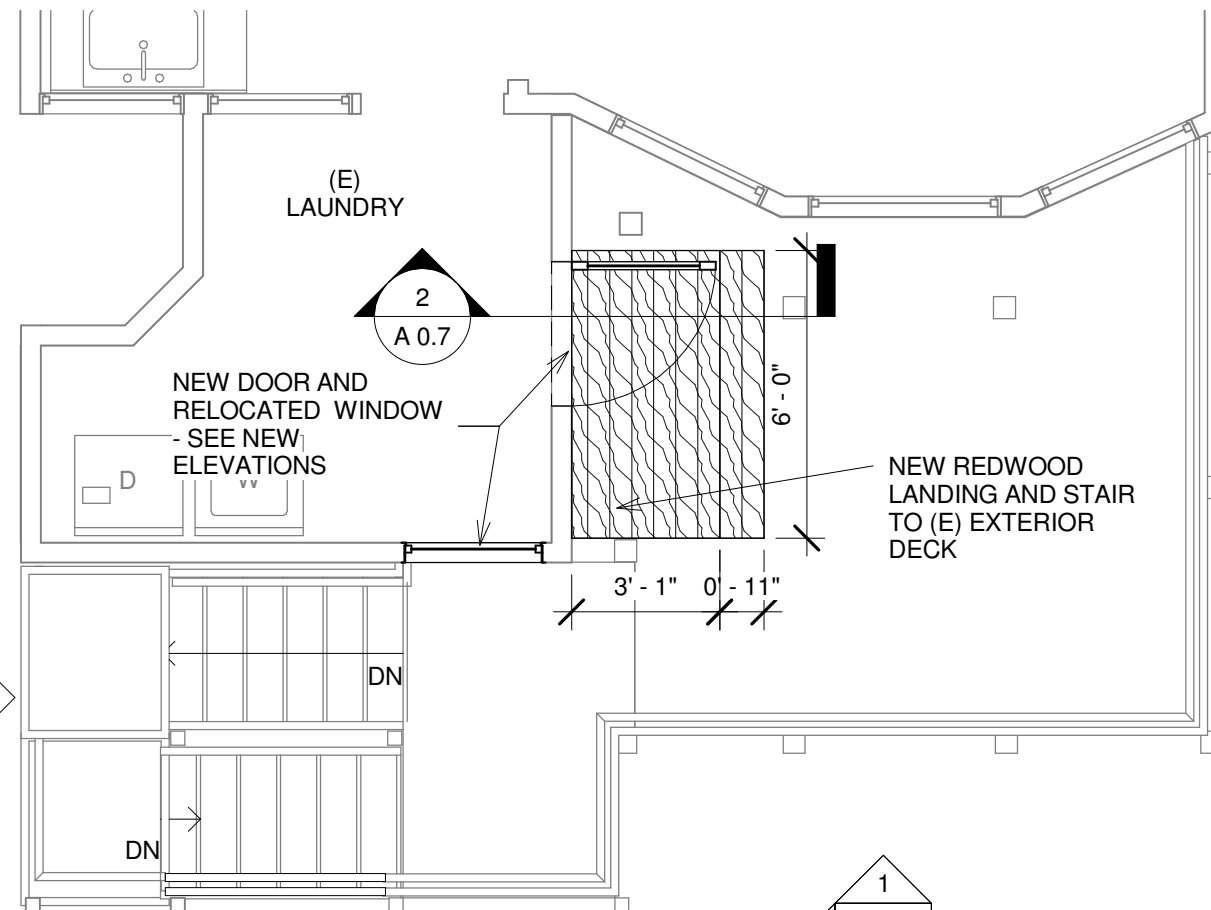 (E)
LAUNDRY
2
A 0.7
NEW DOOR AND
RELOCATED WINDOW
- SEE NEW
ELEVATIONS
D
W
6' - 0"
NEW REDWOOD
LANDING AND STAIR
TO (E) EXTERIOR
DECK
3' - 1"
0' - 11"
DN
DN
1